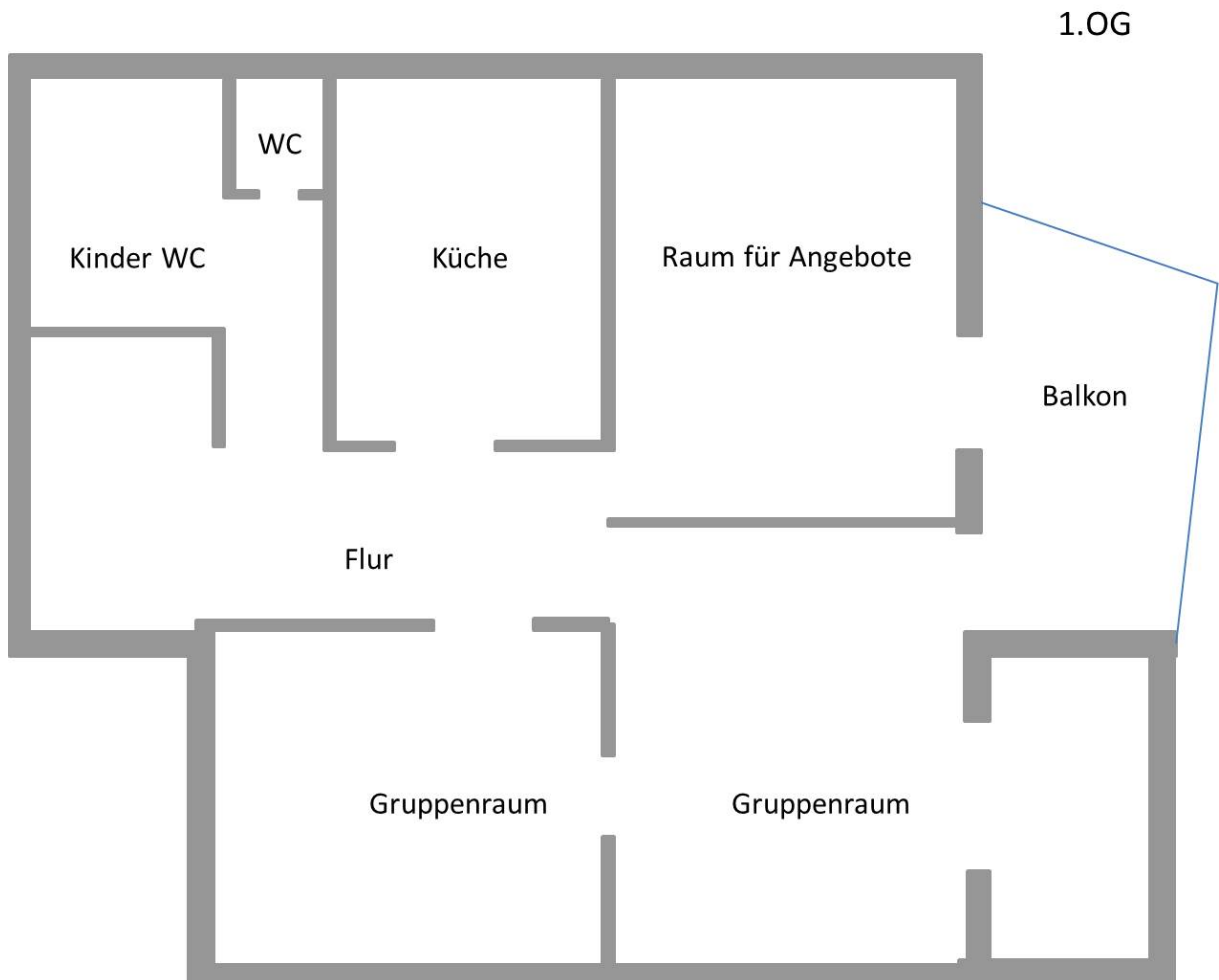 1.OG
WC
Kinder WC
Küche
Raum für Angebote
Balkon
Flur
Gruppenraum
Gruppenraum